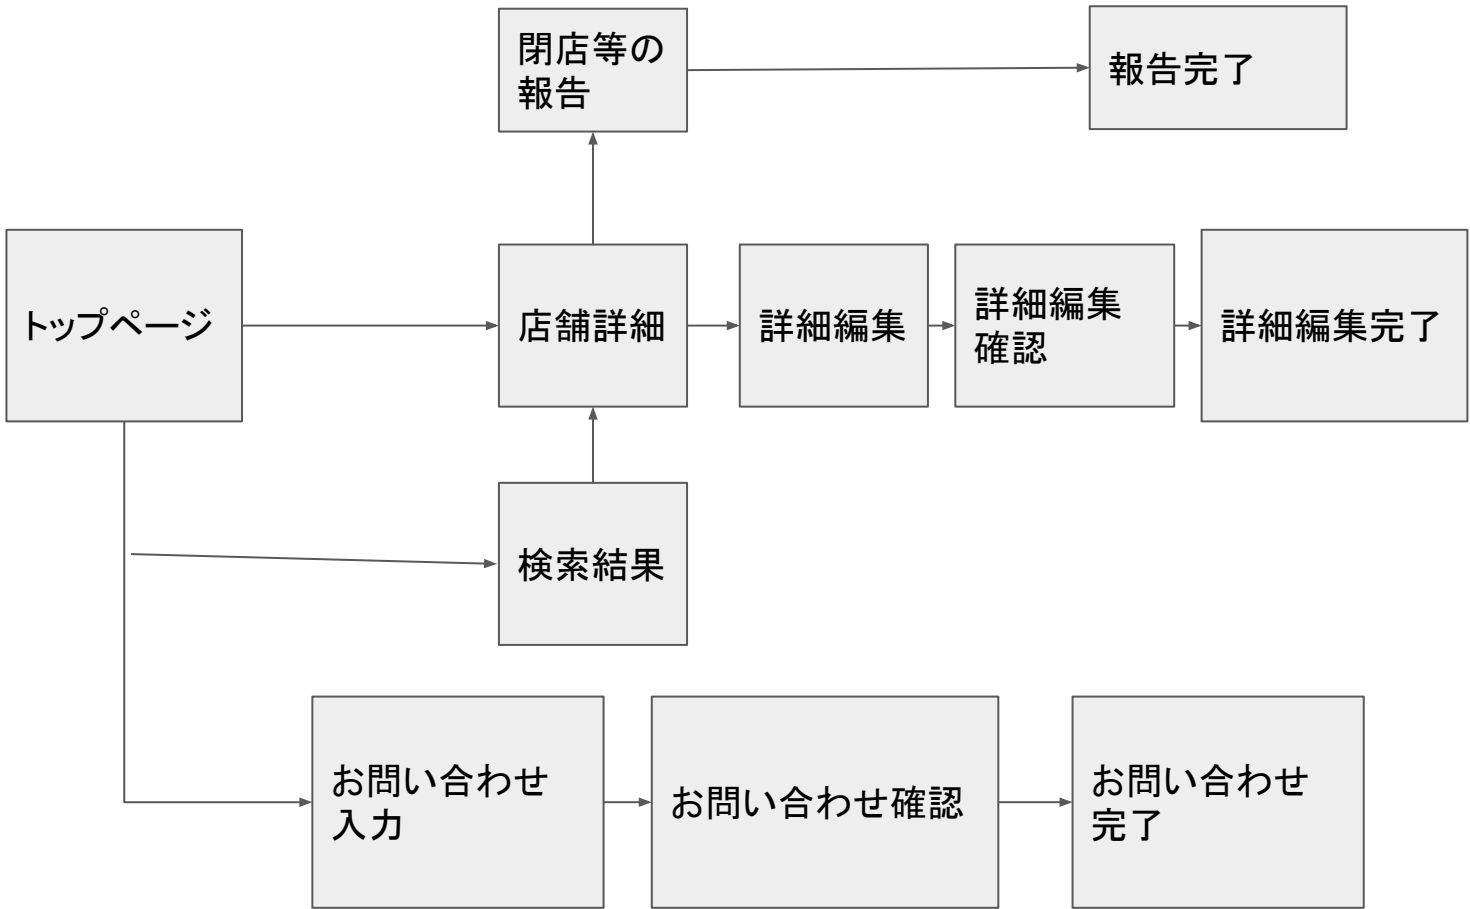 閉店等の
報告
報告完了
トップページ
店舗詳細
詳細編集
詳細編集
確認
詳細編集完了
検索結果
お問い合わせ
入力
お問い合わせ確認
お問い合わせ
完了